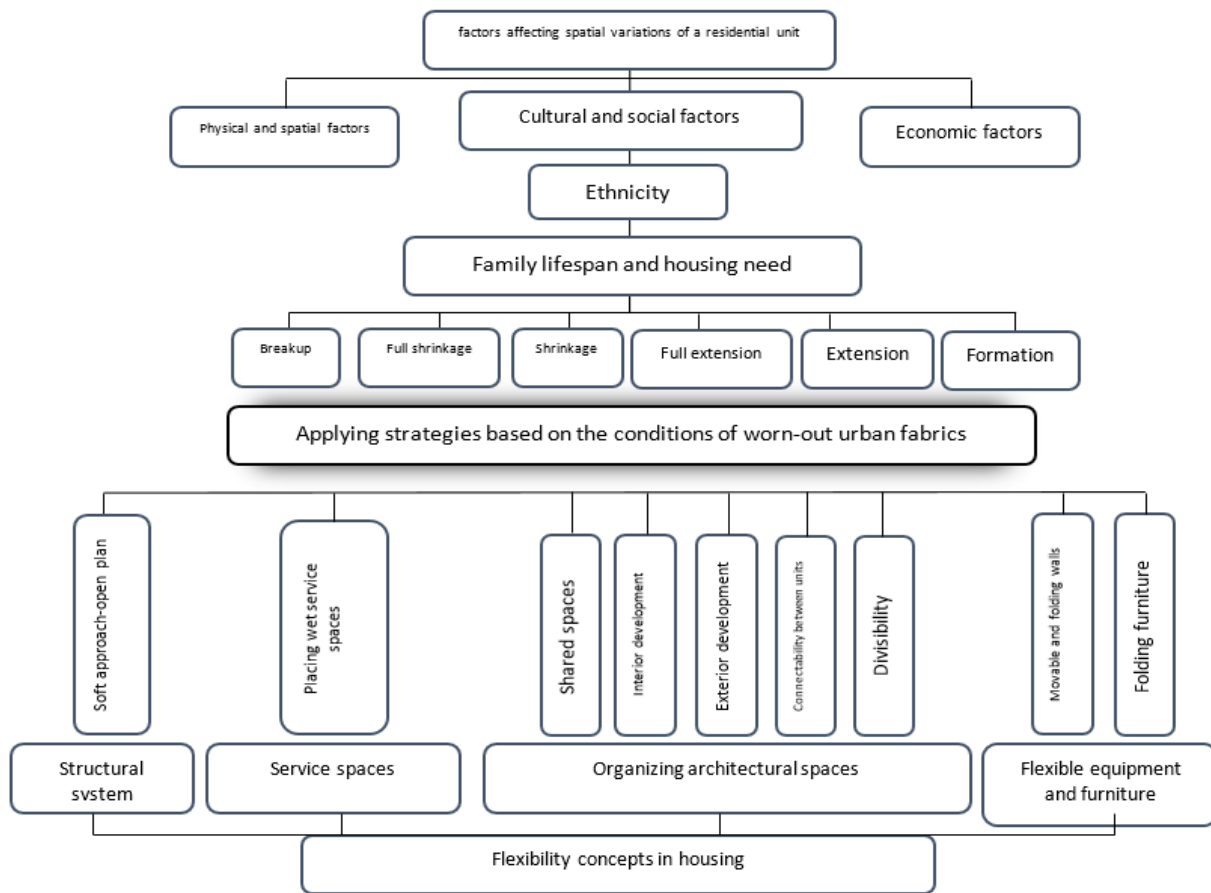 factors affecting spatial variations of a residential unit
Physical and spatial factors
Cultural and social factors
Economic factors
Ethnicity
Family lifespan and housing need
Breakup
Full shrinkage
Shrinkage
Full extension
Extension
Formation
Applying strategies based on the conditions of worn-out urban fabrics
Soft approach-open plan
Placing wet service
spaces
Shared spaces
Interior development
Exterior development
Connectability between units
Divisibility
Movable and folding walls
Folding furniture
Structural
system
Service spaces
Organizing architectural spaces
Flexible equipment
and furniture
Flexibility concepts in housing